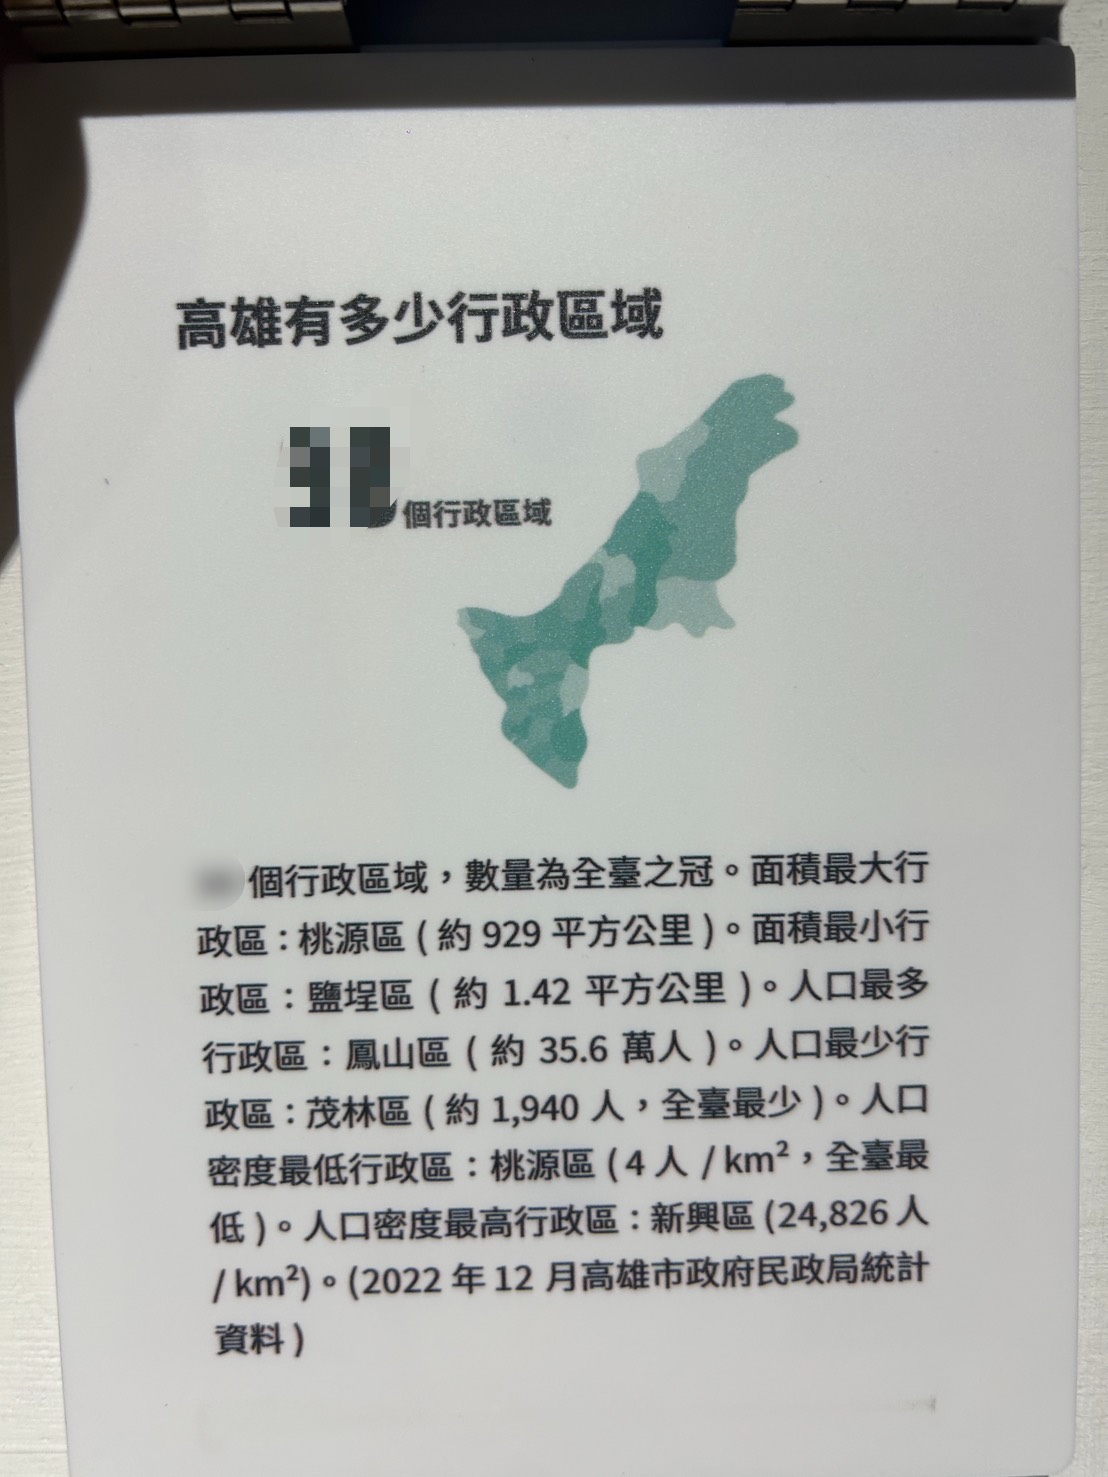 高雄有多少行政區域
個行政區域
個行政區域，數量為全臺之冠。面積最大行
政區：桃源區 ( 約 929 平方公里 )。面積最小行
政區：鹽埕區 ( 約 1.42 平方公里 )。人口最多
行政區：鳳山區 ( 約 35.6 萬人 )。人口最少行
政區：茂林區 ( 約 1,940 人，全臺最少 )。人口
密度最低行政區：桃源區 ( 4 人 / km²，全臺最
低 )。人口密度最高行政區：新興區 (24,826 人
/ km²)。(2022 年 12 月高雄市政府民政局統計
資料 )